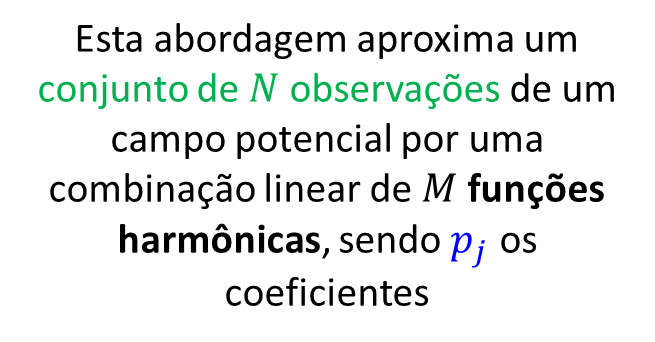 Esta abordagem aproxima um
conjunto de N observações de um
campo potencial por uma
combinação linear de M funções
harmônicas, sendo p_j os
coeficientes